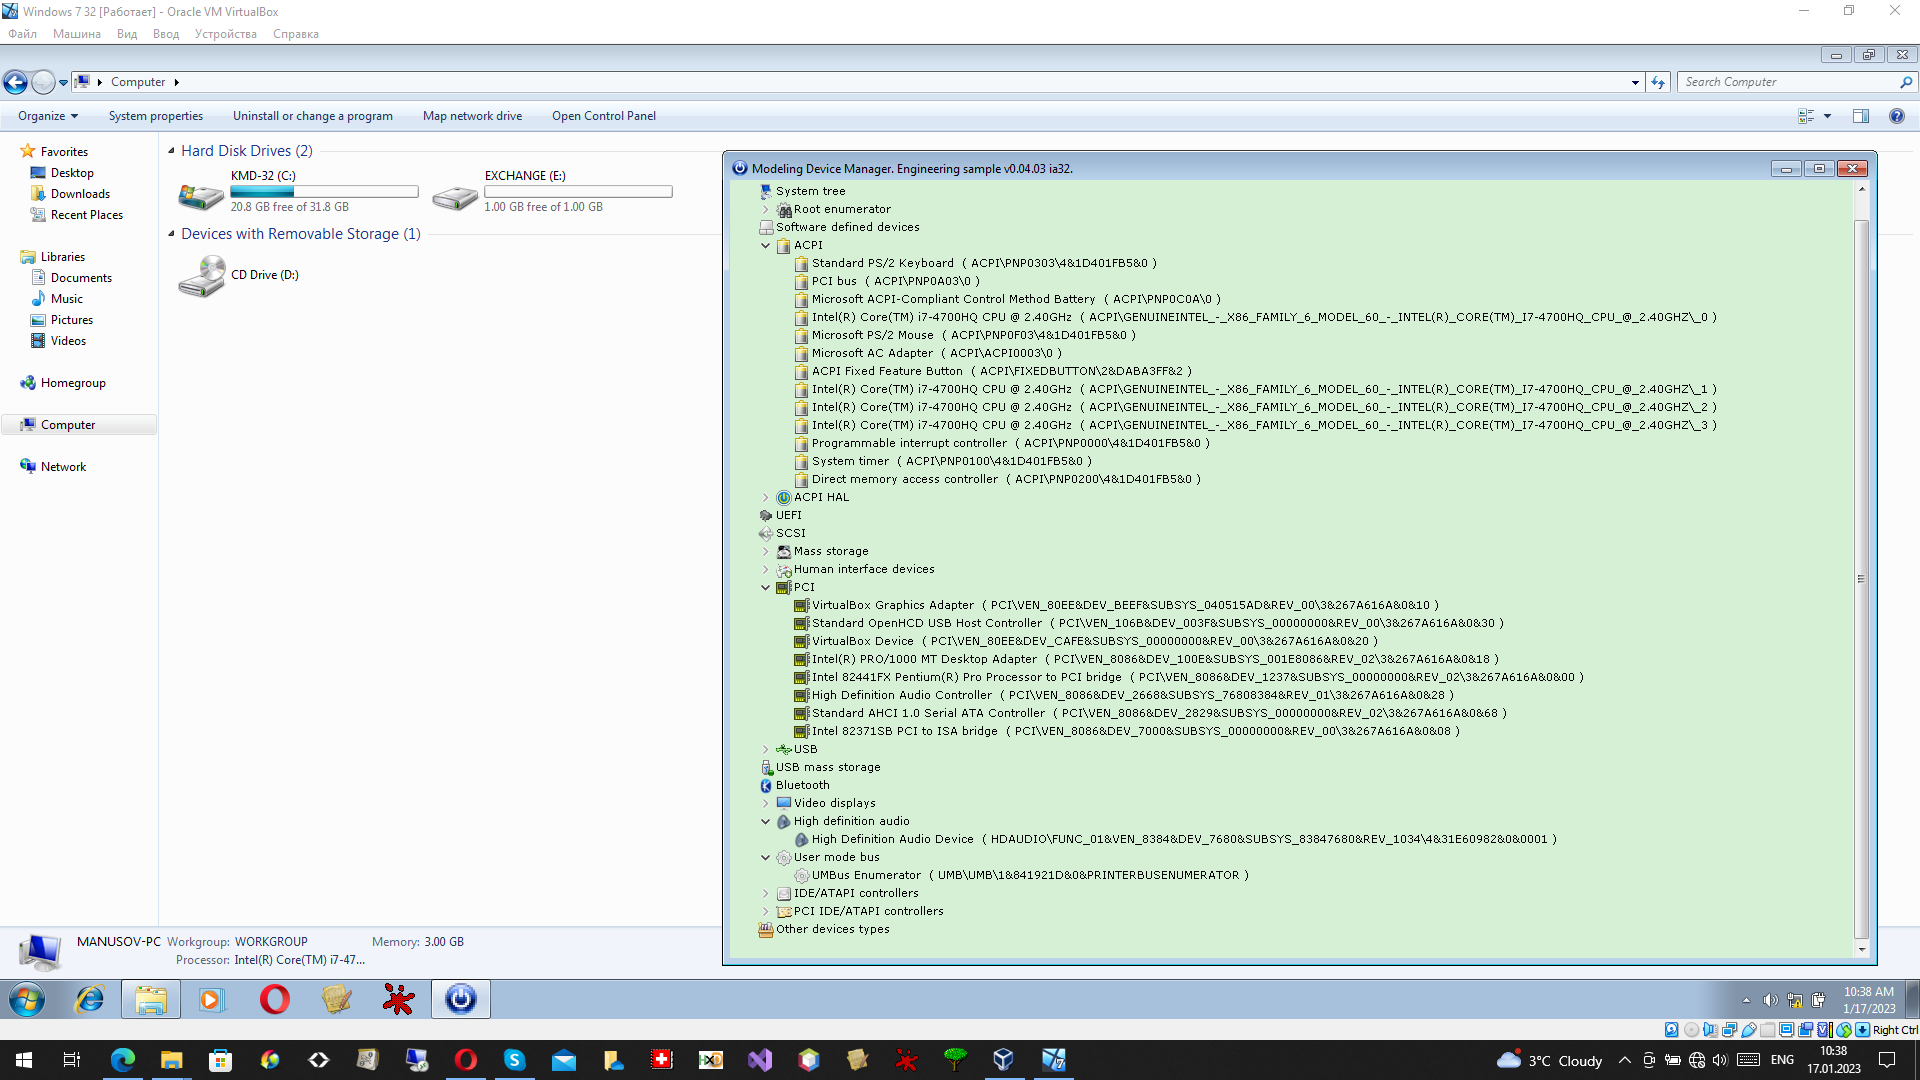 Windows 7 32 [Работает] - Oracle VM VirtualBox
Файл Машина Вид Ввод Устройства Справка
Computer
Search Computer
Organize System properties Uninstall or change a program Map network drive Open Control Panel
Favorites
Desktop
Downloads
Recent Places
Libraries
Documents
Music
Pictures
Videos
Homegroup
Computer
Network
Hard Disk Drives (2)
KMD-32 (C:)
20.8 GB free of 31.8 GB
EXCHANGE (E:)
1.00 GB free of 1.00 GB
Devices with Removable Storage (1)
CD Drive (D:)
Modeling Device Manager. Engineering sample v0.04.03 ia32.
System tree
Root enumerator
Software defined devices
ACPI
Standard PS/2 Keyboard ( ACPI\PNP0303\4&1D401FB5&0 )
PCI bus ( ACPI\PNP0A03\0 )
Microsoft ACPI-Compliant Control Method Battery ( ACPI\PNP0C0A\0 )
Intel(R) Core(TM) i7-4700HQ CPU @ 2.40GHz ( ACPI\GENUINEINTEL_-_X86_FAMILY_6_MODEL_60_-_INTEL(R)_CORE(TM)_I7-4700HQ_CPU_@_2.40GHZ\_0 )
Microsoft PS/2 Mouse ( ACPI\PNP0F03\4&1D401FB5&0 )
Microsoft AC Adapter ( ACPI\ACPI0003\0 )
ACPI Fixed Feature Button ( ACPI\FIXEDBUTTON\2&DABA3FF&2 )
Intel(R) Core(TM) i7-4700HQ CPU @ 2.40GHz ( ACPI\GENUINEINTEL_-_X86_FAMILY_6_MODEL_60_-_INTEL(R)_CORE(TM)_I7-4700HQ_CPU_@_2.40GHZ\_1 )
Intel(R) Core(TM) i7-4700HQ CPU @ 2.40GHz ( ACPI\GENUINEINTEL_-_X86_FAMILY_6_MODEL_60_-_INTEL(R)_CORE(TM)_I7-4700HQ_CPU_@_2.40GHZ\_2 )
Intel(R) Core(TM) i7-4700HQ CPU @ 2.40GHz ( ACPI\GENUINEINTEL_-_X86_FAMILY_6_MODEL_60_-_INTEL(R)_CORE(TM)_I7-4700HQ_CPU_@_2.40GHZ\_3 )
Programmable interrupt controller ( ACPI\PNP0000\4&1D401FB5&0 )
System timer ( ACPI\PNP0100\4&1D401FB5&0 )
Direct memory access controller ( ACPI\PNP0200\4&1D401FB5&0 )
ACPI HAL
UEFI
SCSI
Mass storage
Human interface devices
PCI
VirtualBox Graphics Adapter ( PCI\VEN_80EE&DEV_BEEF&SUBSYS_040515AD&REV_00\3&267A616A&0&10 )
Standard OpenHCD USB Host Controller ( PCI\VEN_106B&DEV_003F&SUBSYS_00000000&REV_00\3&267A616A&0&30 )
VirtualBox Device ( PCI\VEN_80EE&DEV_CAFE&SUBSYS_00000000&REV_00\3&267A616A&0&20 )
Intel(R) PRO/1000 MT Desktop Adapter ( PCI\VEN_8086&DEV_100E&SUBSYS_001E8086&REV_02\3&267A616A&0&18 )
Intel 82441FX Pentium(R) Pro Processor to PCI bridge ( PCI\VEN_8086&DEV_1237&SUBSYS_00000000&REV_02\3&267A616A&0&00 )
High Definition Audio Controller ( PCI\VEN_8086&DEV_2668&SUBSYS_76808384&REV_01\3&267A616A&0&28 )
Standard AHCI 1.0 Serial ATA Controller ( PCI\VEN_8086&DEV_2829&SUBSYS_00000000&REV_02\3&267A616A&0&68 )
Intel 82371SB PCI to ISA bridge ( PCI\VEN_8086&DEV_7000&SUBSYS_00000000&REV_00\3&267A616A&0&08 )
USB
USB mass storage
Bluetooth
Video displays
High definition audio
High Definition Audio Device ( HDAUDIO\FUNC_01&VEN_8384&DEV_7680&SUBSYS_83847680&REV_1034\4&31E60982&0&0001 )
User mode bus
UMBus Enumerator ( UMB\UMB\1&841921D&0&PRINTERBUSENUMERATOR )
IDE/ATAPI controllers
PCI IDE/ATAPI controllers
Other devices types
MANUSOV-PC Workgroup: WORKGROUP Memory: 3.00 GB
Processor: Intel(R) Core(TM) i7-47...
10:38 AM
1/17/2023
Right Ctrl
3°C Cloudy
ENG
10:38
17.01.2023